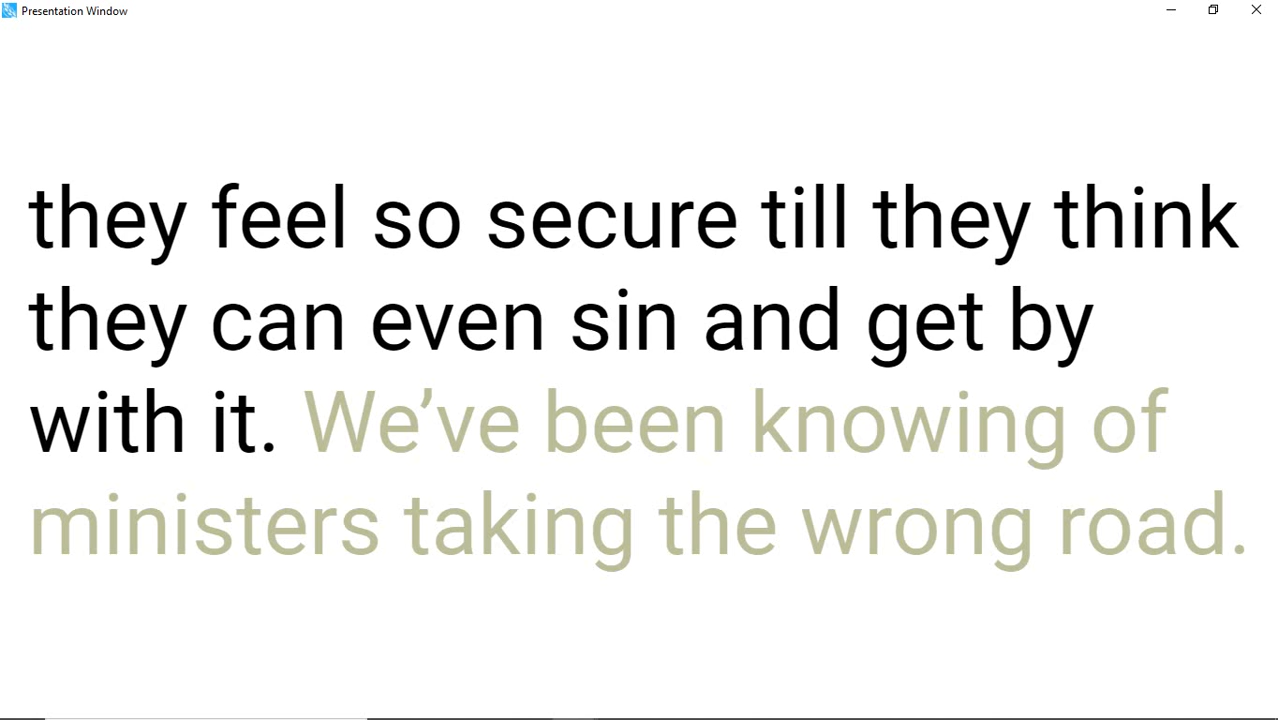 Presentation Window
they feel so secure till they think
they can even sin and get by
with it. We’ve been knowing of
ministers taking the wrong road.